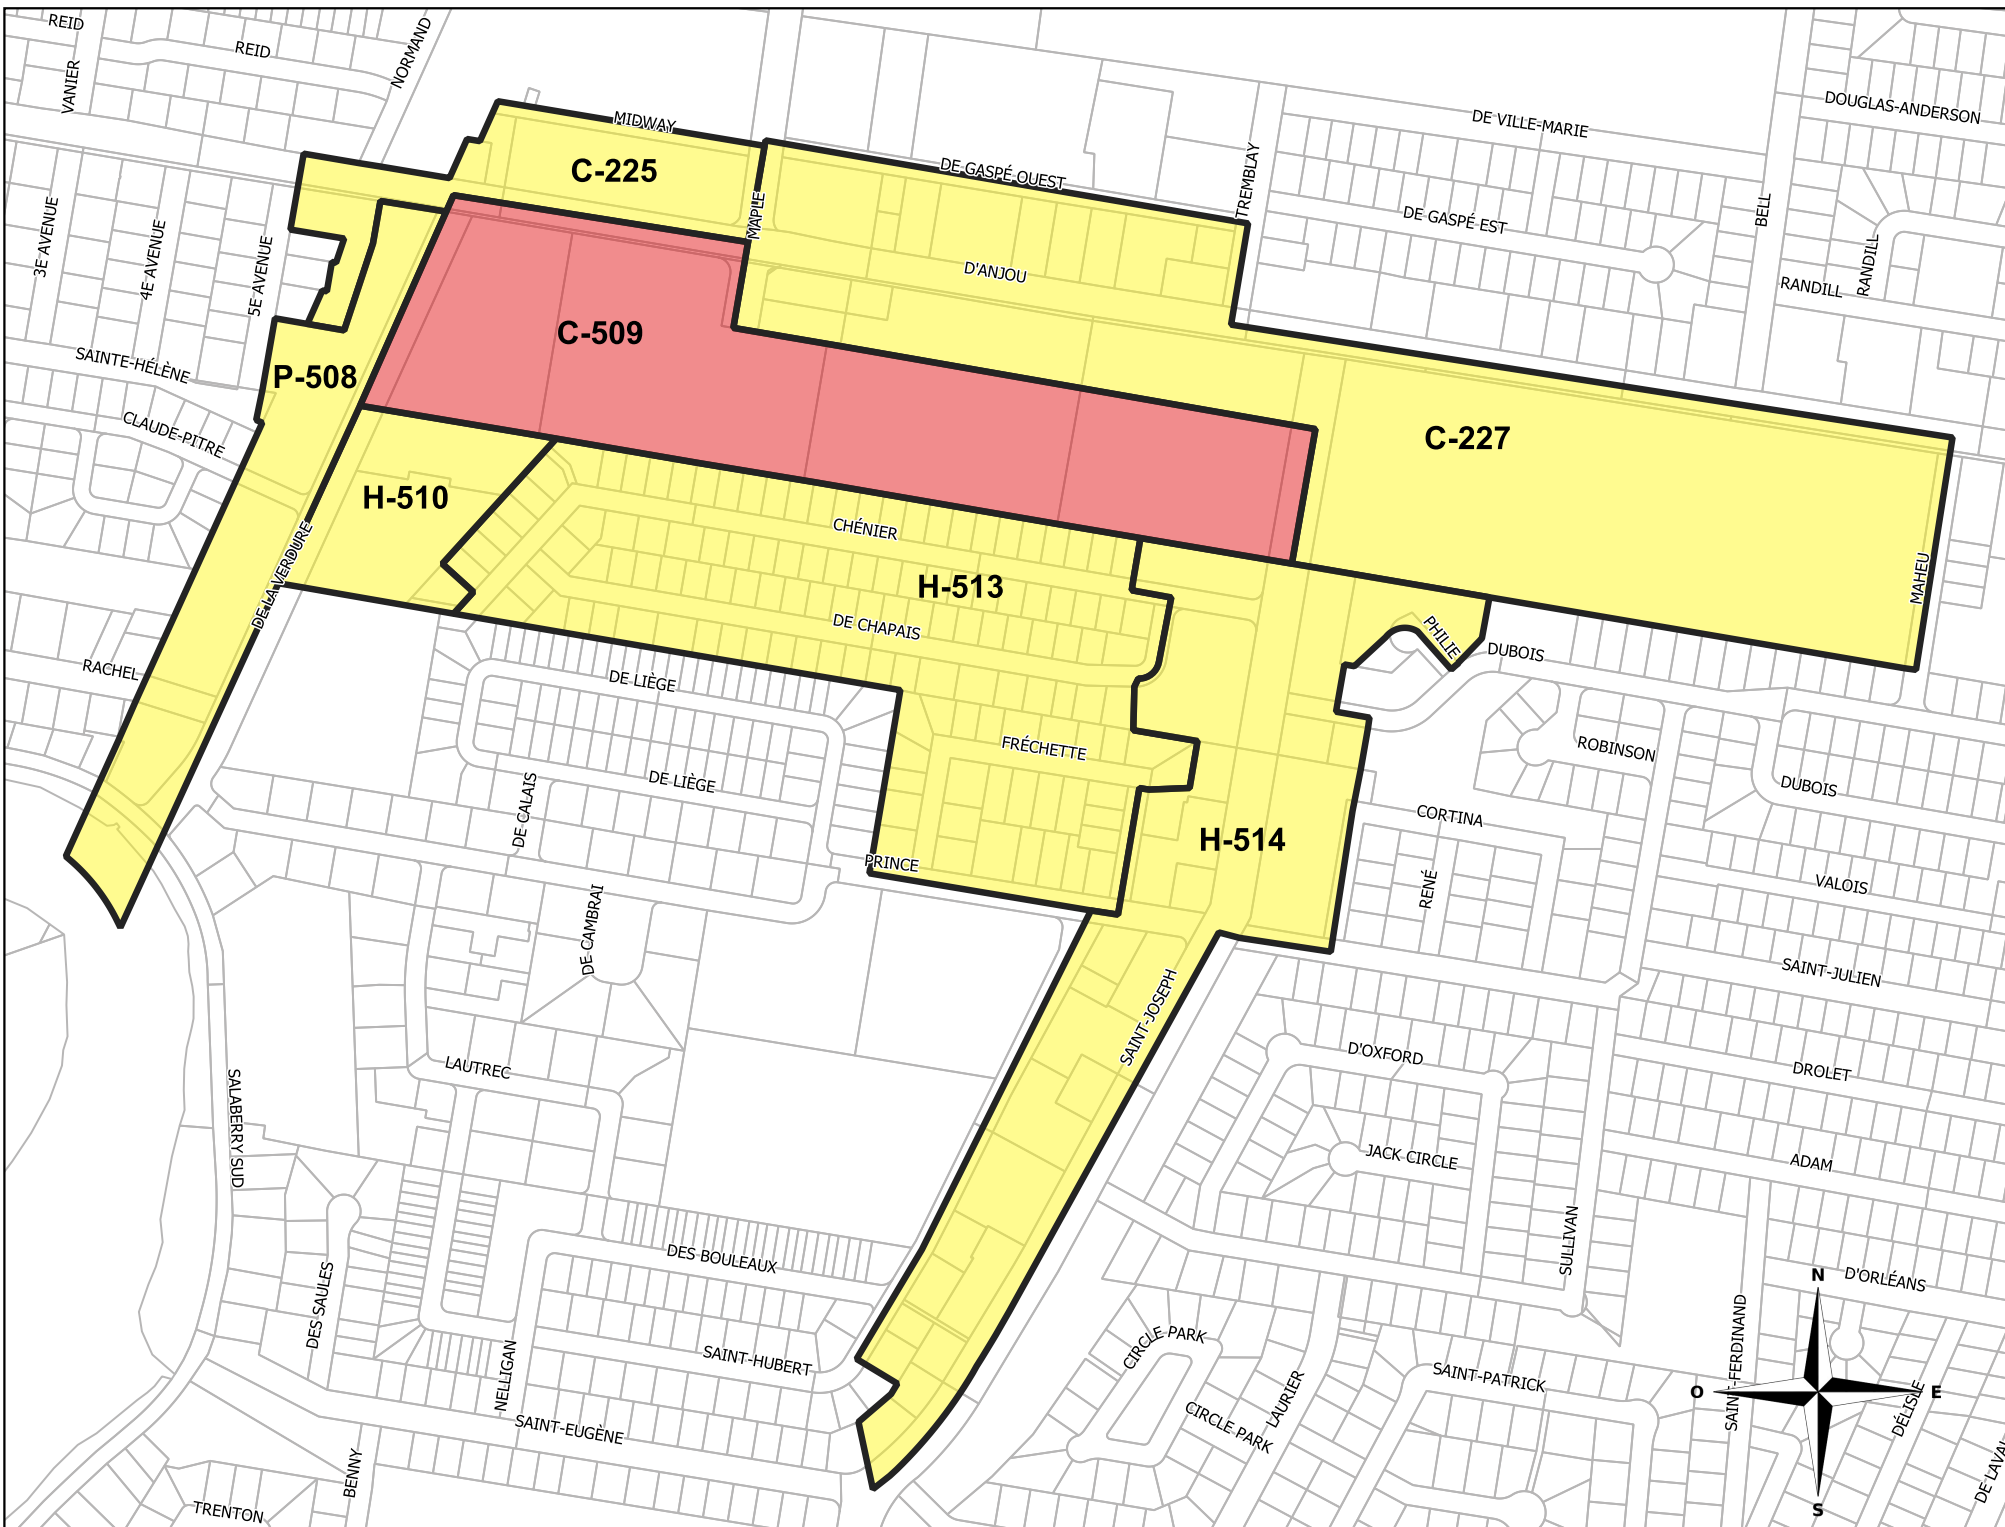 REID
REID
NORMAND
VANIER
MIDWAY
C-225
DE GASPÉ OUEST
MAPLE
TREMBLAY
DE VILLE-MARIE
DOUGLAS-ANDERSON
DE GASPÉ EST
BELL
RANDILL
RANDILL
3E AVENUE
4E AVENUE
5E AVENUE
D'ANJOU
C-509
P-508
SAINTE-HÉLÈNE
CLAUDE-PITRE
C-227
H-510
CHÉNIER
H-513
DE CHAPAIS
DE LA VERDURE
MAHEU
PHILIE
DUBOIS
RACHEL
DE LIÈGE
FRÉCHETTE
ROBINSON
DE LIÈGE
DUBOIS
DE CALAIS
CORTINA
H-514
PRINCE
RENÉ
VALOIS
DE CAMBRAI
SAINT-JULIEN
SAINT-JOSEPH
D'OXFORD
LAUTREC
DROLET
SALABERRY SUD
JACK CIRCLE
ADAM
SULLIVAN
DES BOULEAUX
DES SAULES
N
D'ORLÉANS
SAINT-FERDINAND
CIRCLE PARK
SAINT-HUBERT
NELLIGAN
SAINT-PATRICK
LAURIER
O
E
DÉLISLE
CIRCLE PARK
SAINT-EUGÈNE
BENNY
DE LAVAL
TRENTON
S